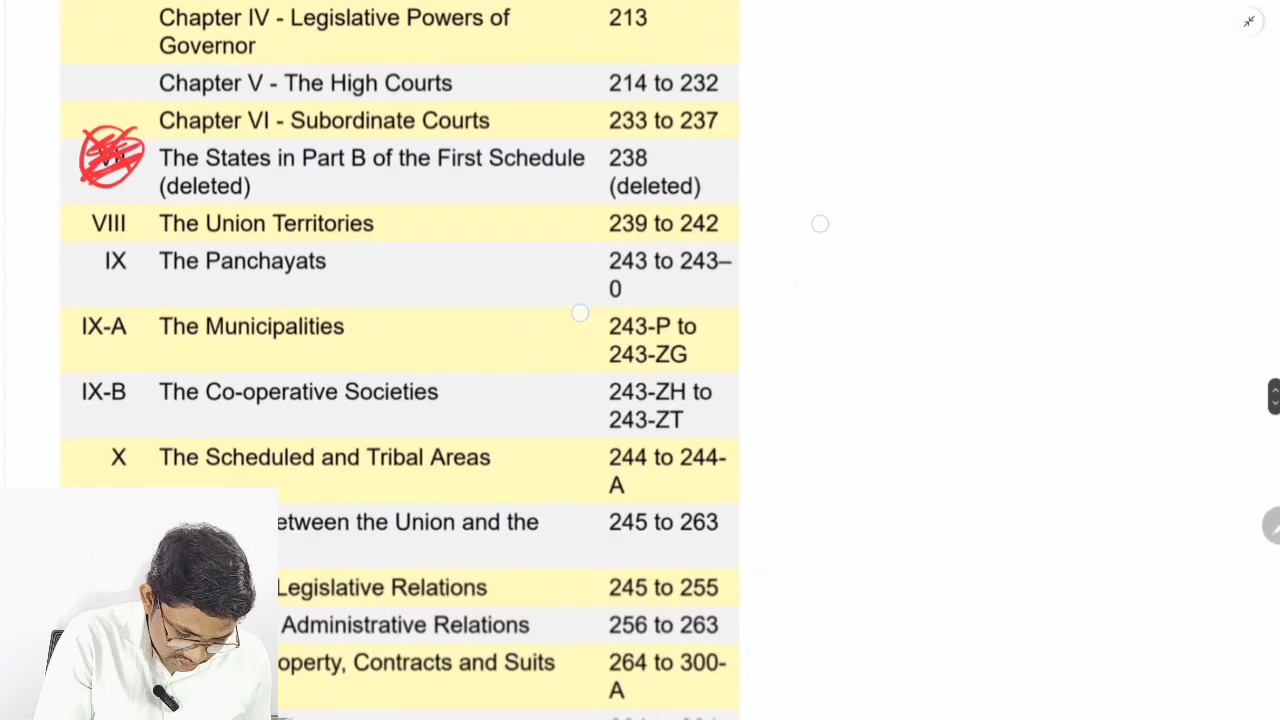 Chapter IV - Legislative Powers of 213
Governor
Chapter V - The High Courts 214 to 232
Chapter VI - Subordinate Courts 233 to 237
The States in Part B of the First Schedule 238
(deleted) (deleted)
VIII The Union Territories 239 to 242
IX The Panchayats 243 to 243–
0
IX-A The Municipalities 243-P to
243-ZG
IX-B The Co-operative Societies 243-ZH to
243-ZT
X The Scheduled and Tribal Areas 244 to 244-
A
etween the Union and the 245 to 263
Legislative Relations 245 to 255
Administrative Relations 256 to 263
operty, Contracts and Suits 264 to 300-
A